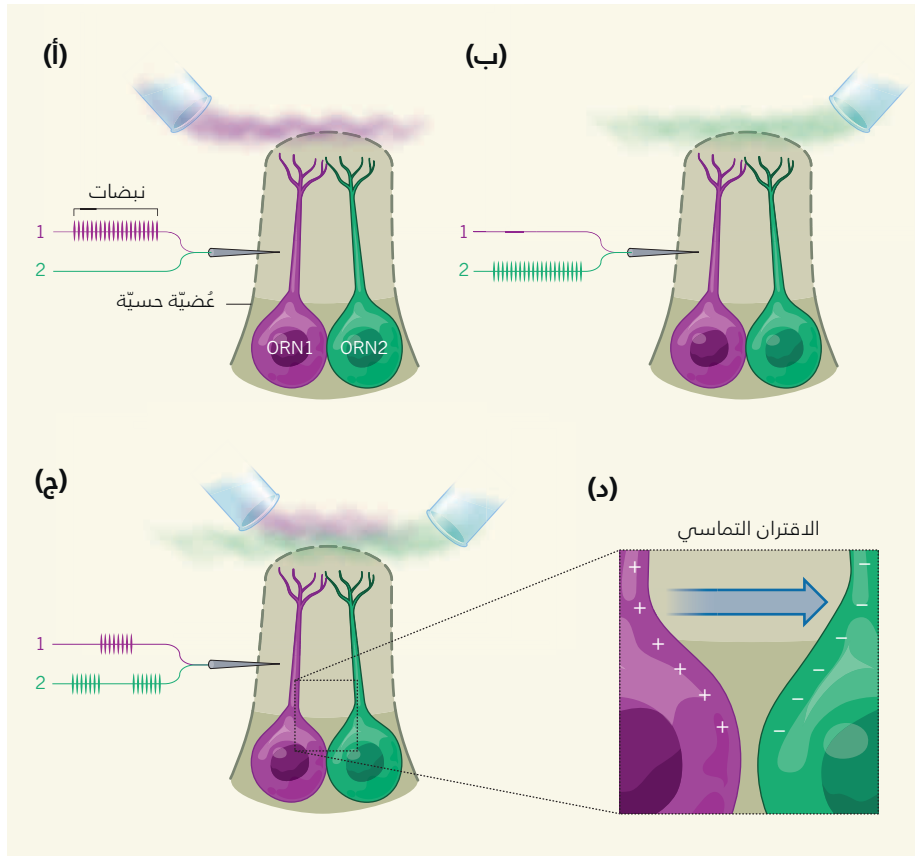 (أ)
نبضات
1
2
عُضيّة حسيّة
ORN1 ORN2
(ب)
1
2
(ج)
1
2
(د)
الاقتران التماسي
+ + + + + +
− − − − − −